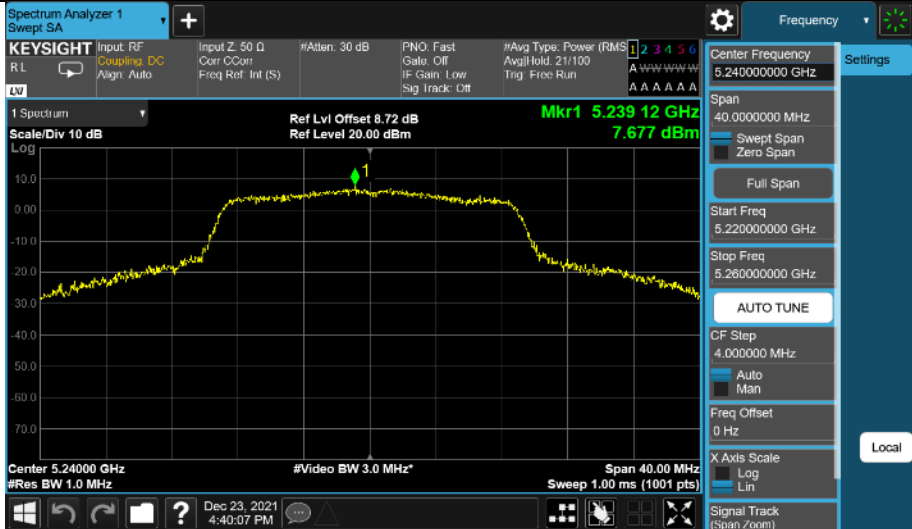 Spectrum Analyzer 1
Swept SA
+
Frequency
KEYSIGHT
RL
LXI
Input: RF
Coupling: DC
Align: Auto
Input Z: 50 Ω
Corr CCorr
Freq Ref: Int (S)
#Atten: 30 dB
PNO: Fast
Gate: Off
IF Gain: Low
Sig Track: Off
#Avg Type: Power (RMS
Avg|Hold: 21/100
Trig: Free Run
1 2 3 4 5 6
A W W W W W
A A A A A A
1 Spectrum
Scale/Div 10 dB
Log
Ref Lvl Offset 8.72 dB
Ref Level 20.00 dBm
Mkr1 5.239 12 GHz
7.677 dBm
1
10.0
0.00
-10.0
-20.0
-30.0
-40.0
-50.0
-60.0
-70.0
Center 5.24000 GHz
#Res BW 1.0 MHz
#Video BW 3.0 MHz*
Span 40.00 MHz
Sweep 1.00 ms (1001 pts)
Center Frequency
5.240000000 GHz
Settings
Span
40.0000000 MHz
Swept Span
Zero Span
Full Span
Start Freq
5.220000000 GHz
Stop Freq
5.260000000 GHz
AUTO TUNE
CF Step
4.000000 MHz
Auto
Man
Freq Offset
0 Hz
Local
X Axis Scale
Log
Lin
Signal Track
(Span Zoom)
?
Dec 23, 2021
4:40:07 PM